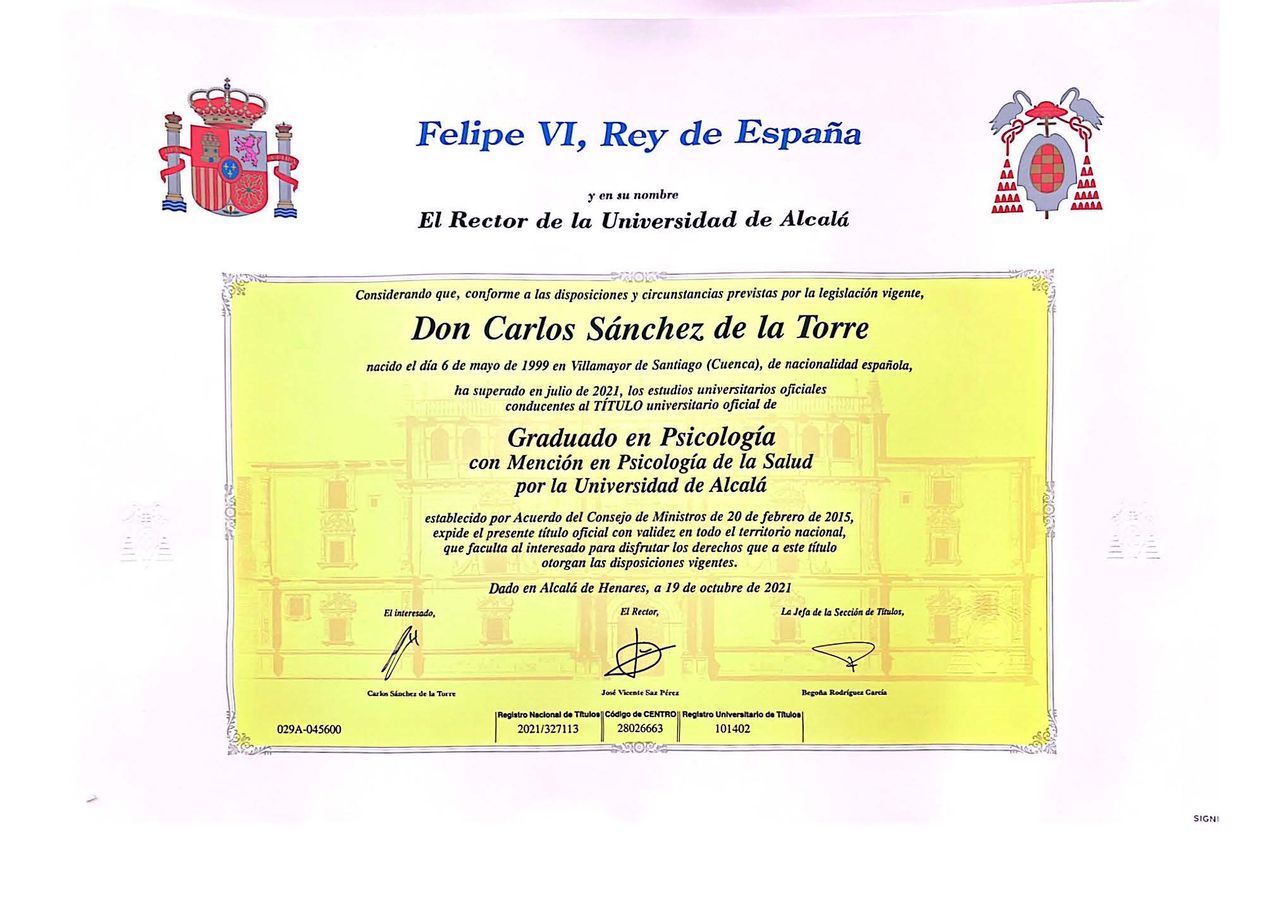 Felipe VI, Rey de España
y en su nombre
El Rector de la Universidad de Alcalá
Considerando que, conforme a las disposiciones y circunstancias previstas por la legislación vigente,
Don Carlos Sánchez de la Torre
nacido el día 6 de mayo de 1999 en Villamayor de Santiago (Cuenca), de nacionalidad española,
ha superado en julio de 2021, los estudios universitarios oficiales
conducentes al TÍTULO universitario oficial de
Graduado en Psicología
con Mención en Psicología de la Salud
por la Universidad de Alcalá
establecido por Acuerdo del Consejo de Ministros de 20 de febrero de 2015,
expide el presente título oficial con validez en todo el territorio nacional,
que faculta al interesado para disfrutar los derechos que a este título
otorgan las disposiciones vigentes.
Dado en Alcalá de Henares, a 19 de octubre de 2021
El interesado, El Rector, La Jefa de la Sección de Títulos,
Carlos Sánchez de la Torre José Vicente Saz Pérez Begoña Rodríguez García
Registro Nacional de Títulos Código de CENTRO Registro Universitario de Títulos
029A-045600 2021/327113 28026663 101402
SIGN